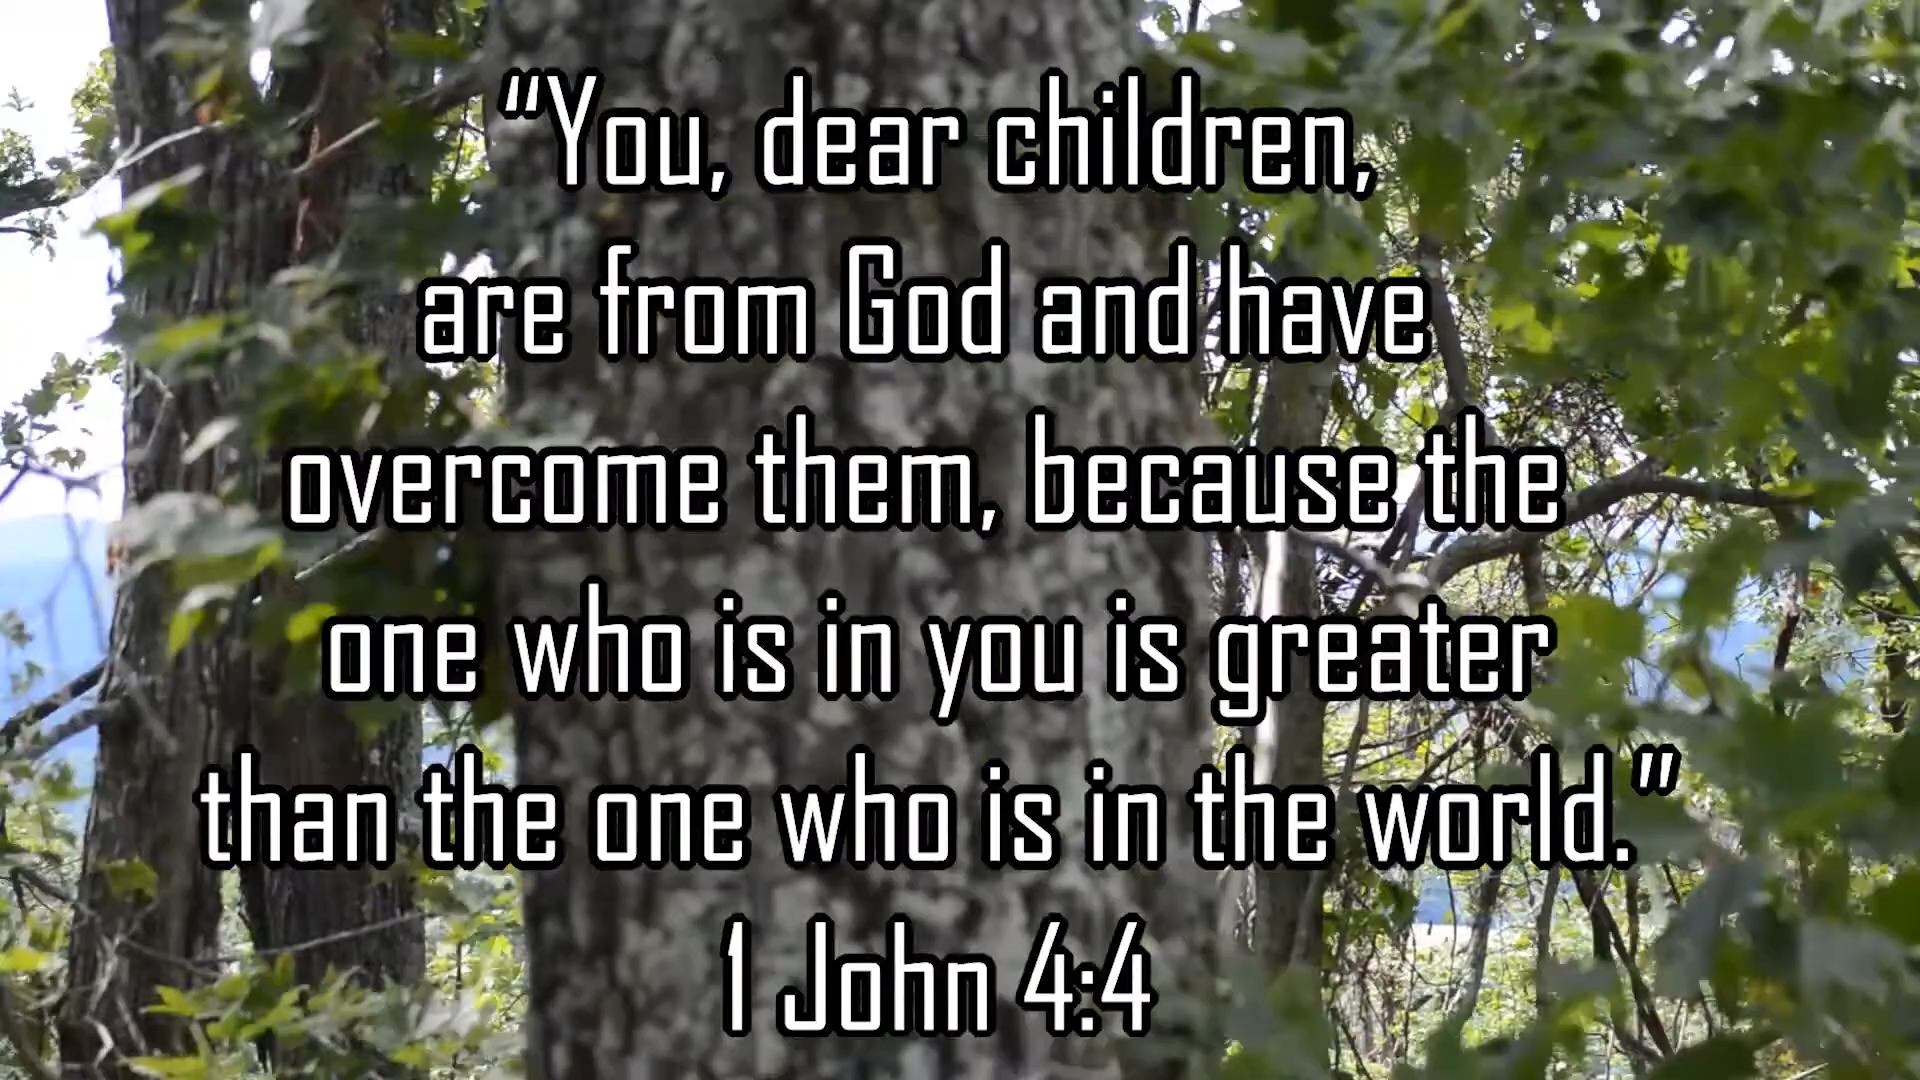 “You, dear children,
are from God and have
overcome them, because the
one who is in you is greater
than the one who is in the world.”
1 John 4:4